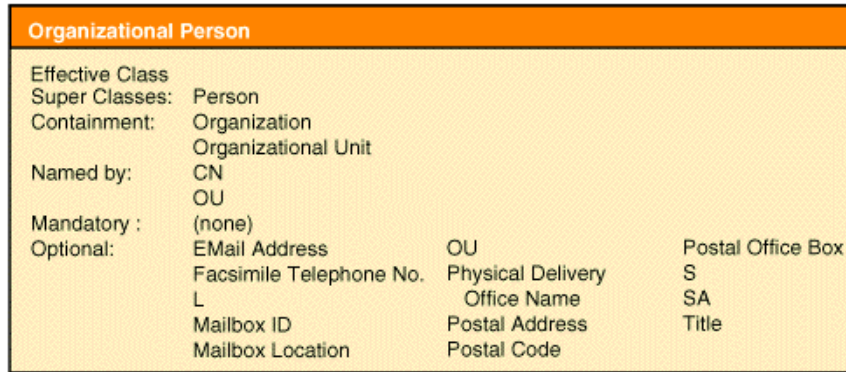 Organizational Person
Effective Class
Super Classes: Person
Containment: Organization
Organizational Unit
Named by: CN
OU
Mandatory : (none)
Optional: EMail Address OU Postal Office Box
Facsimile Telephone No. Physical Delivery S
L Office Name SA
Mailbox ID Postal Address Title
Mailbox Location Postal Code